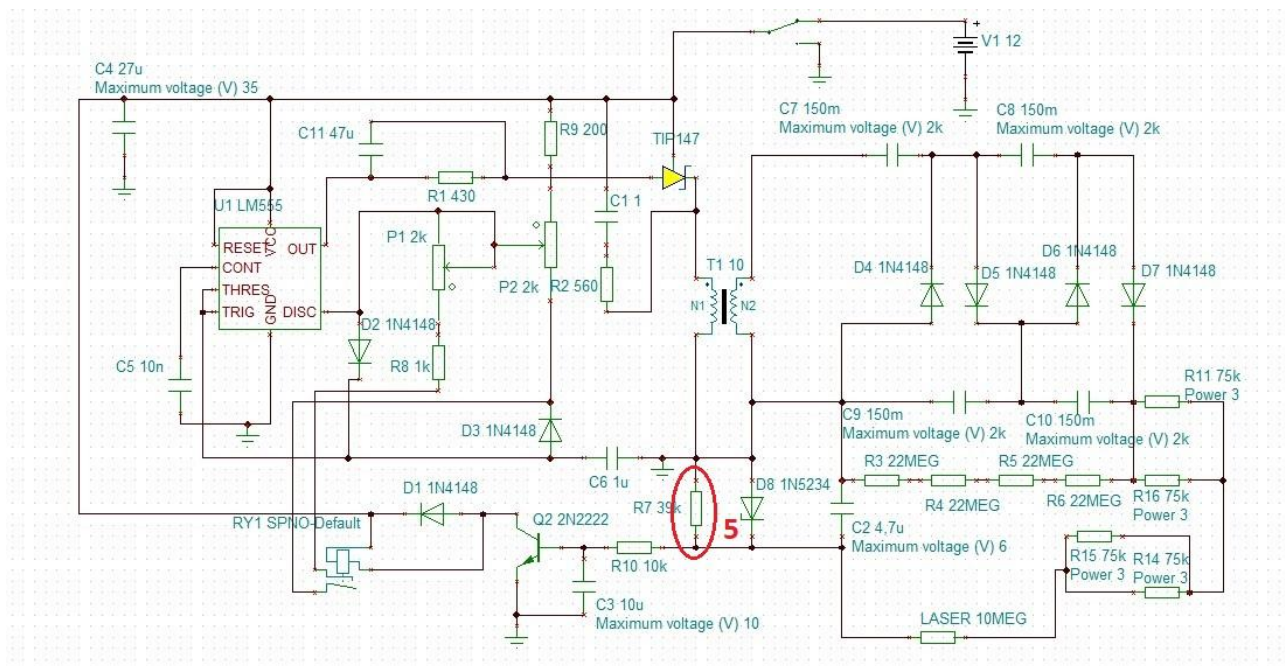 V1 12
C4 27u
Maximum voltage (V) 35
C7 150m
Maximum voltage (V) 2k
C8 150m
Maximum voltage (V) 2k
C11 47u
R9 200
TIP147
R1 430
C1 1
U1 LM555
RESET
VCC
OUT
CONT
THRES
TRIG
GND
DISC
P1 2k
P2 2k
R2 560
T1 10
N1
N2
D4 1N4148
D5 1N4148
D6 1N4148
D7 1N4148
D2 1N4148
C5 10n
R8 1k
R11 75k
Power 3
D3 1N4148
C9 150m
Maximum voltage (V) 2k
C10 150m
Maximum voltage (V) 2k
C6 1u
R3 22MEG
R5 22MEG
R4 22MEG
R6 22MEG
R16 75k
Power 3
D1 1N4148
R7 39k
5
D8 1N5234
RY1 SPNO-Default
Q2 2N2222
C2 4,7u
Maximum voltage (V) 6
R10 10k
R15 75k
Power 3
R14 75k
Power 3
C3 10u
Maximum voltage (V) 10
LASER 10MEG